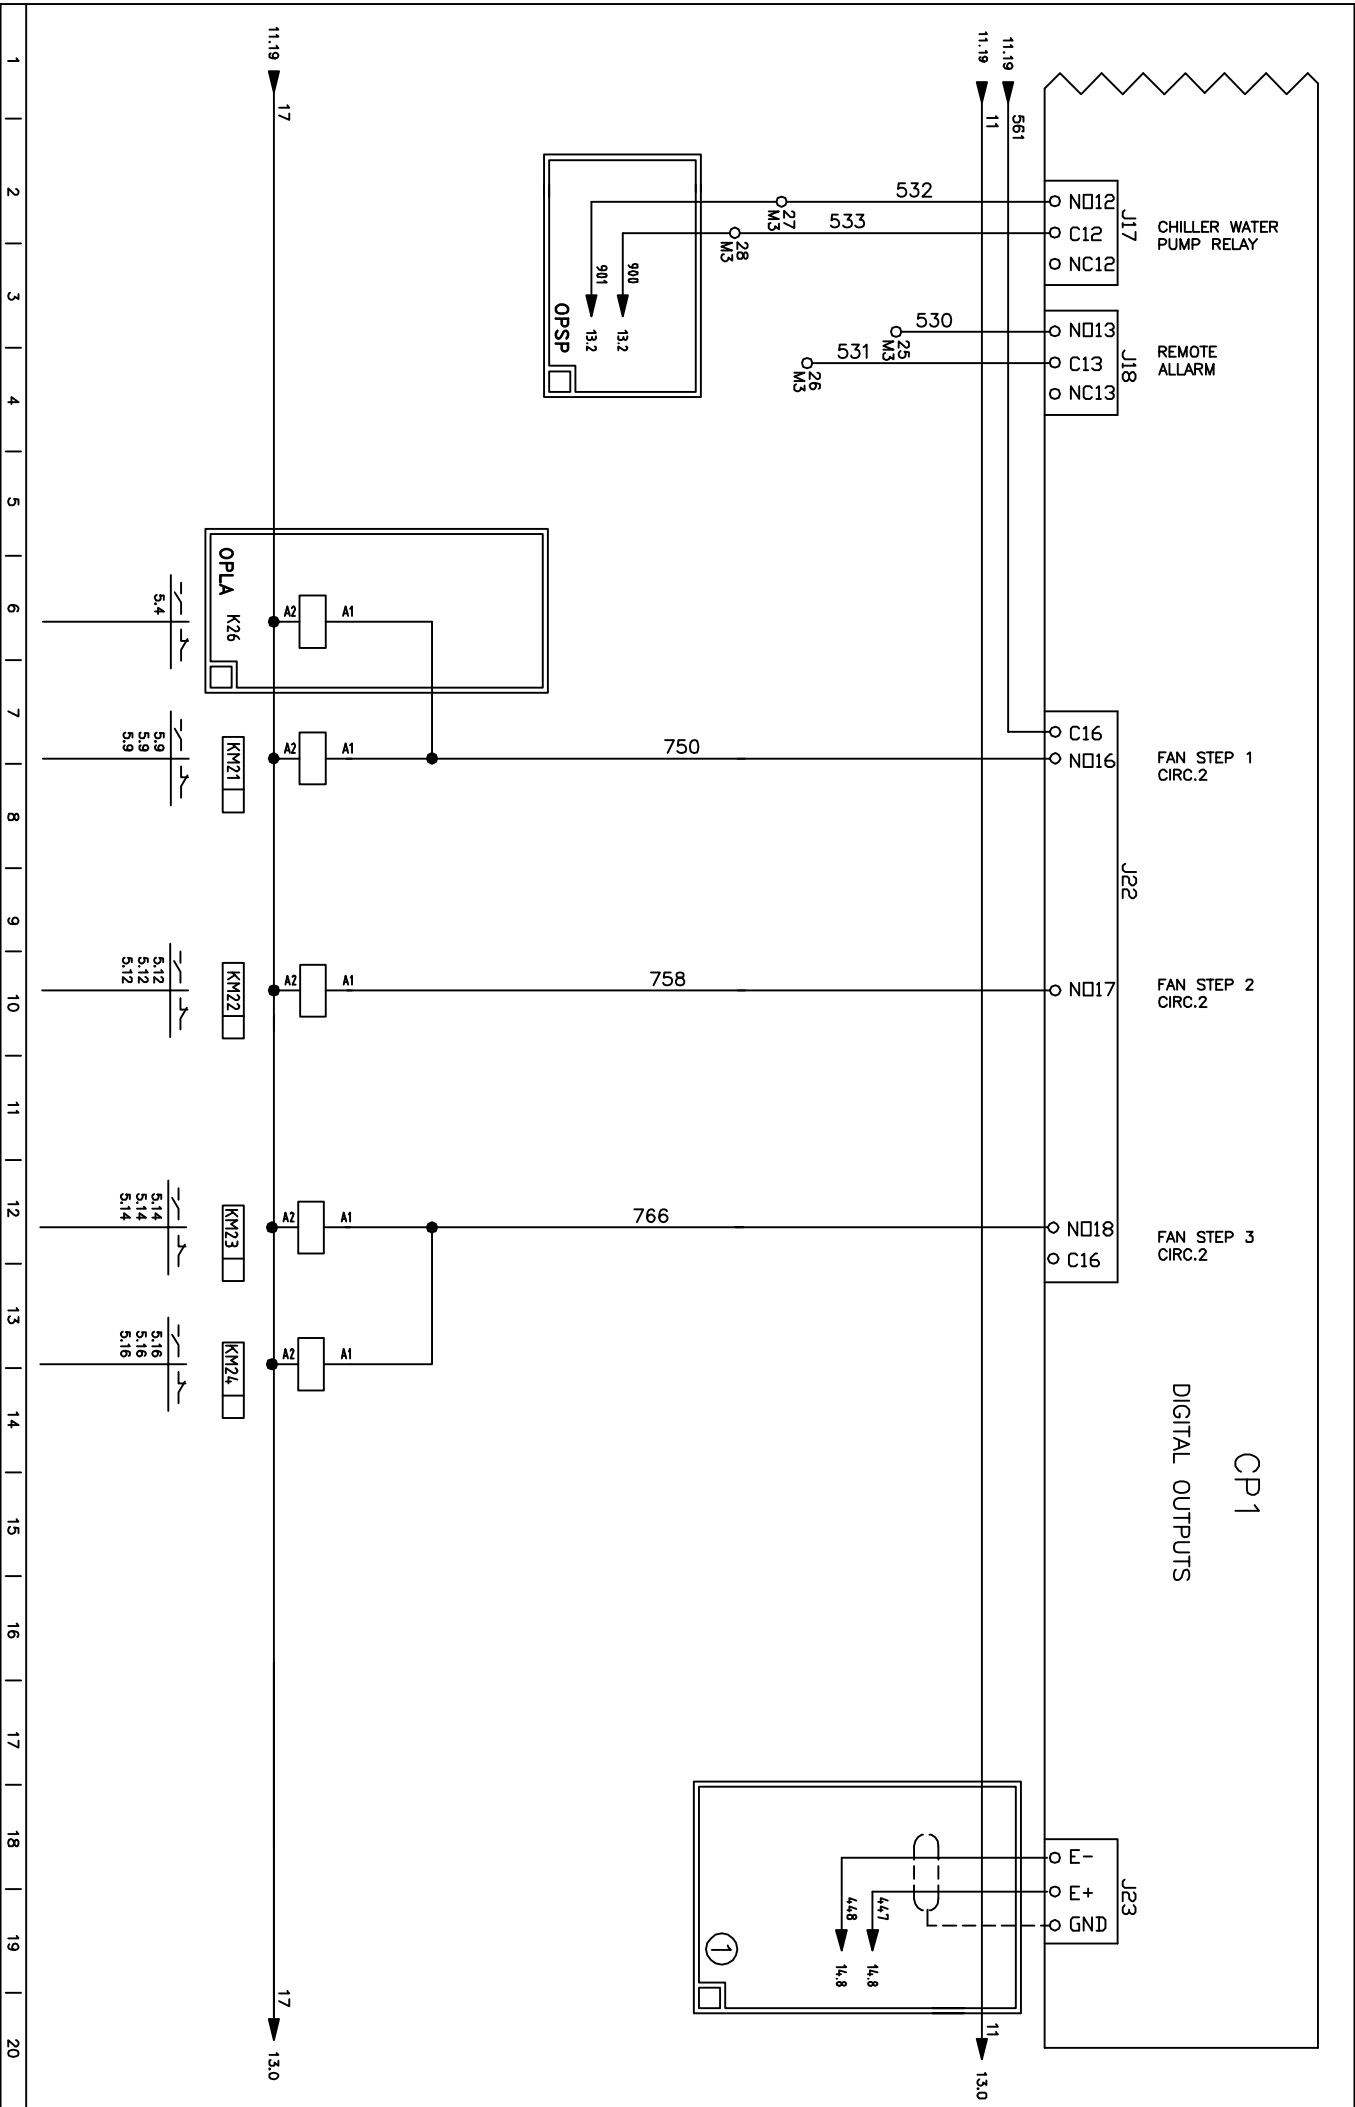 CP1
DIGITAL OUTPUTS
CHILLER WATER
PUMP RELAY
REMOTE
ALLARM
FAN STEP 1
CIRC.2
FAN STEP 2
CIRC.2
FAN STEP 3
CIRC.2
J17
J18
J22
J23
NO12
C12
NC12
NO13
C13
NC13
C16
NO16
NO17
NO18
C16
E-
E+
GND
11.19
561
11.19
11
11
13.0
532
533
27
M3
28
M3
530
531
25
M3
26
M3
900
13.2
901
13.2
OPSP
750
758
766
447
14.8
448
14.8
1
A1
A2
A1
A2
A1
A2
A1
A2
A1
A2
11.19
17
17
13.0
OPLA
K26
KM21
KM22
KM23
KM24
5.4
5.9
5.9
5.9
5.12
5.12
5.12
5.14
5.14
5.14
5.16
5.16
5.16
1 | 2 | 3 | 4 | 5 | 6 | 7 | 8 | 9 | 10 | 11 | 12 | 13 | 14 | 15 | 16 | 17 | 18 | 19 | 20